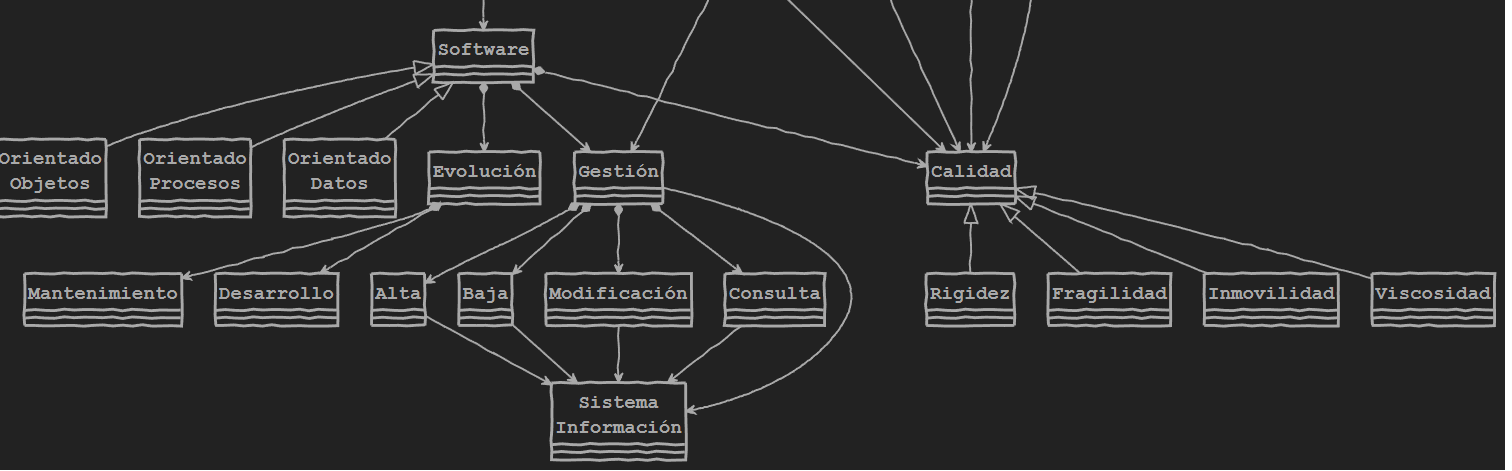 Software
Orientado
Objetos
Orientado
Procesos
Orientado
Datos
Evolución
Gestión
Calidad
Mantenimiento
Desarrollo
Alta
Baja
Modificación
Consulta
Rigidez
Fragilidad
Inmovilidad
Viscosidad
Sistema
Información